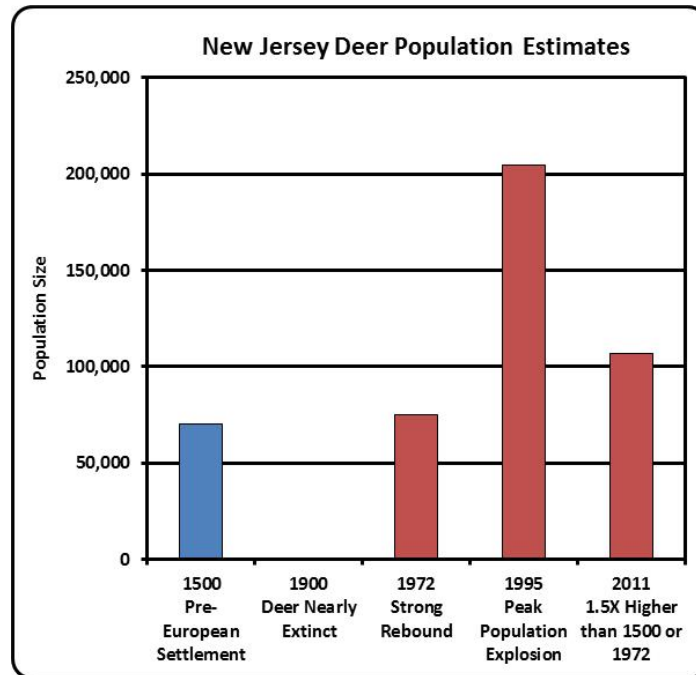 New Jersey Deer Population Estimates
250,000
200,000
150,000
100,000
50,000
0
Population Size
1500
Pre-
European
Settlement
1900
Deer Nearly
Extinct
1972
Strong
Rebound
1995
Peak
Population
Explosion
2011
1.5X Higher
than 1500 or
1972